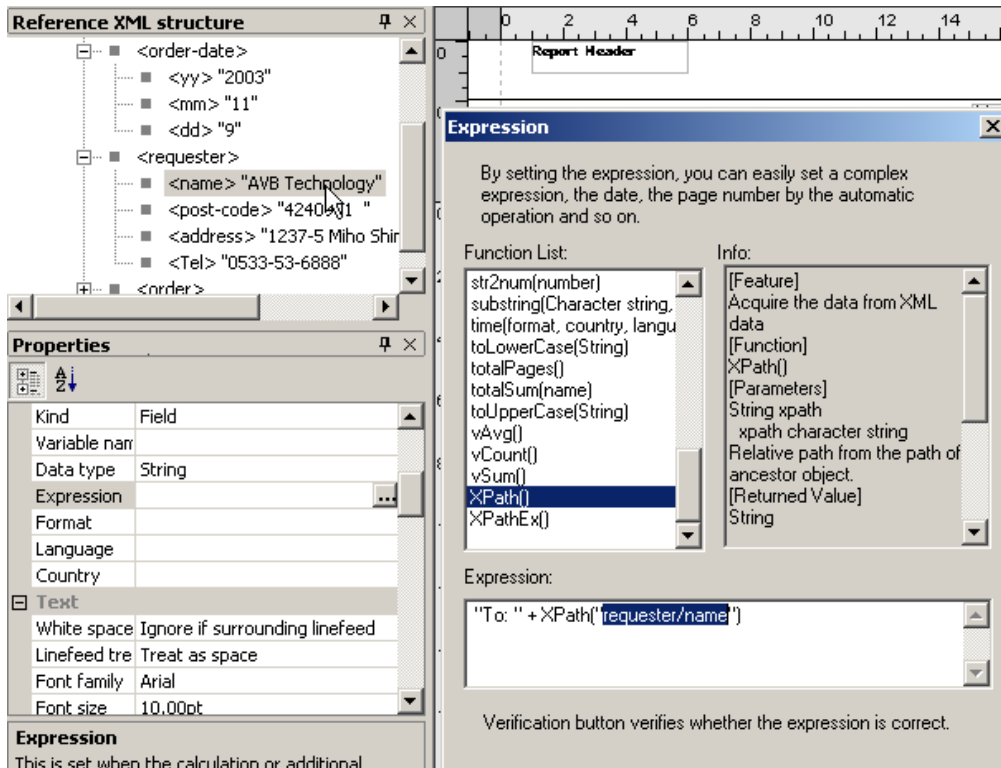 Reference XML structure
<order-date>
<yy> "2003"
<mm> "11"
<dd> "9"
<requester>
<name> "AVB Technology"
<post-code> "4240971 "
<address> "1237-5 Miho Shir
<Tel> "0533-53-6888"
<order>
Properties
Kind Field
Variable nam
Data type String
Expression ...
Format
Language
Country
Text
White space Ignore if surrounding linefeed
Linefeed tre Treat as space
Font family Arial
Font size 10.00pt
Expression
This is set when the calculation or additional
0 2 4 6 8 10 12 14
0
Report Header
Expression
By setting the expression, you can easily set a complex
expression, the date, the page number by the automatic
operation and so on.
Function List:
str2num(number)
substring(Character string,
time(format, country, langu
toLowerCase(String)
totalPages()
totalSum(name)
toUpperCase(String)
vAvg()
vCount()
vSum()
XPath()
XPathEx()
Info:
[Feature]
Acquire the data from XML
data
[Function]
XPath()
[Parameters]
String xpath
xpath character string
Relative path from the path of
ancestor object.
[Returned Value]
String
Expression:
"To: " + XPath("requester/name")
Verification button verifies whether the expression is correct.